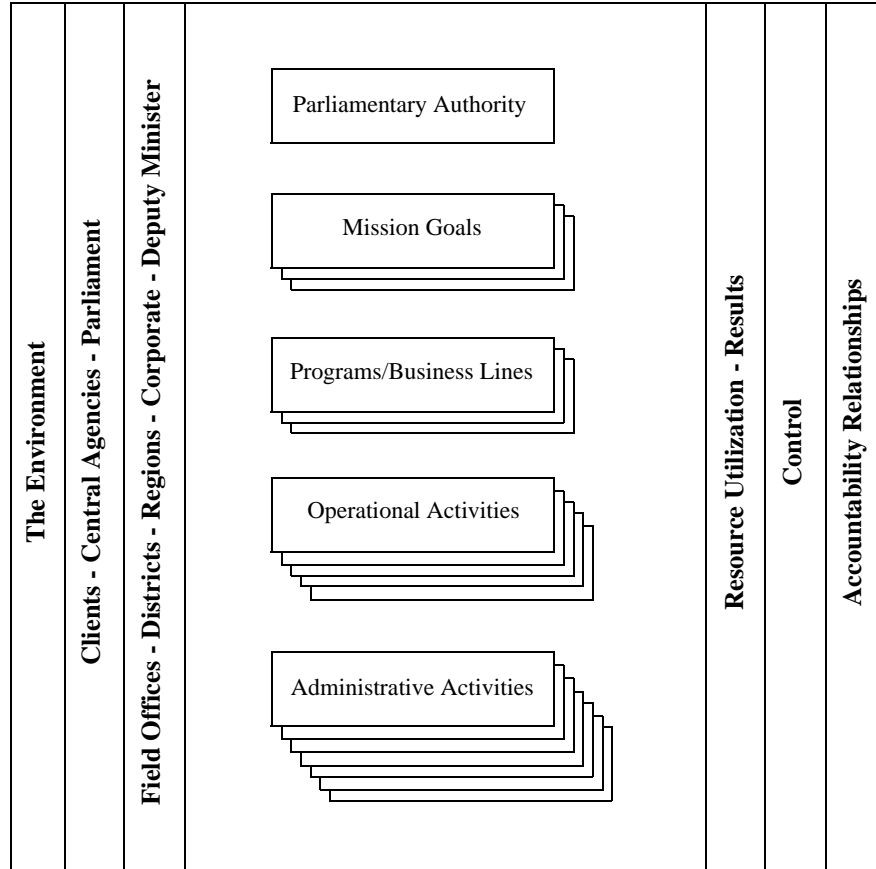 The Environment
Clients - Central Agencies - Parliament
Field Offices - Districts - Regions - Corporate - Deputy Minister
Parliamentary Authority
Mission Goals
Programs/Business Lines
Operational Activities
Administrative Activities
Resource Utilization - Results
Control
Accountability Relationships